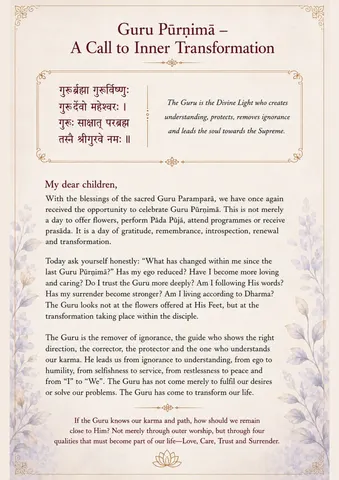 Guru Pūrṇimā –
A Call to Inner Transformation
गुरुर्ब्रह्मा गुरुर्विष्णुः
गुरुर्देवो महेश्वरः ।
गुरुः साक्षात् परब्रह्म
तस्मै श्रीगुरवे नमः ॥
The Guru is the Divine Light who creates
understanding, protects, removes ignorance
and leads the soul towards the Supreme.
My dear children,
With the blessings of the sacred Guru Paramparā, we have once again
received the opportunity to celebrate Guru Pūrṇimā. This is not merely
a day to offer flowers, perform Pāda Pūjā, attend programmes or receive
prasāda. It is a day of gratitude, remembrance, introspection, renewal
and transformation.
Today ask yourself honestly: “What has changed within me since the
last Guru Pūrṇimā?” Has my ego reduced? Have I become more loving
and caring? Do I trust the Guru more deeply? Am I following His words?
Has my surrender become stronger? Am I living according to Dharma?
The Guru looks not at the flowers offered at His Feet, but at the
transformation taking place within the disciple.
The Guru is the remover of ignorance, the guide who shows the right
direction, the corrector, the protector and the one who understands
our karma. He leads us from ignorance to understanding, from ego to
humility, from selfishness to service, from restlessness to peace and
from “I” to “We”. The Guru has not come merely to fulfil our desires
or solve our problems. The Guru has come to transform our life.
If the Guru knows our karma and path, how should we remain
close to Him? Not merely through outer worship, but through four
qualities that must become part of our life—Love, Care, Trust and Surrender.